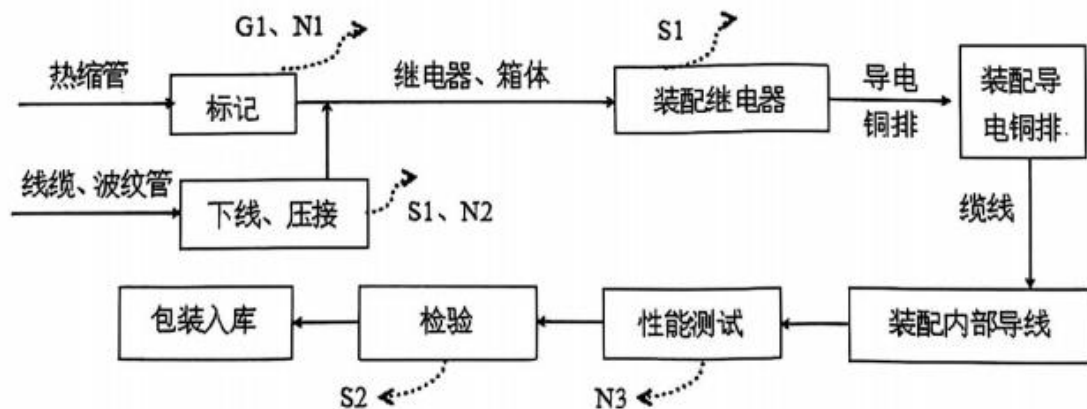 G1、N1
S1
热缩管
标记
继电器、箱体
装配继电器
导电
铜排
装配导
电铜排
线缆、波纹管
下线、压接
S1、N2
缆线
包装入库
检验
性能测试
装配内部导线
S2
N3